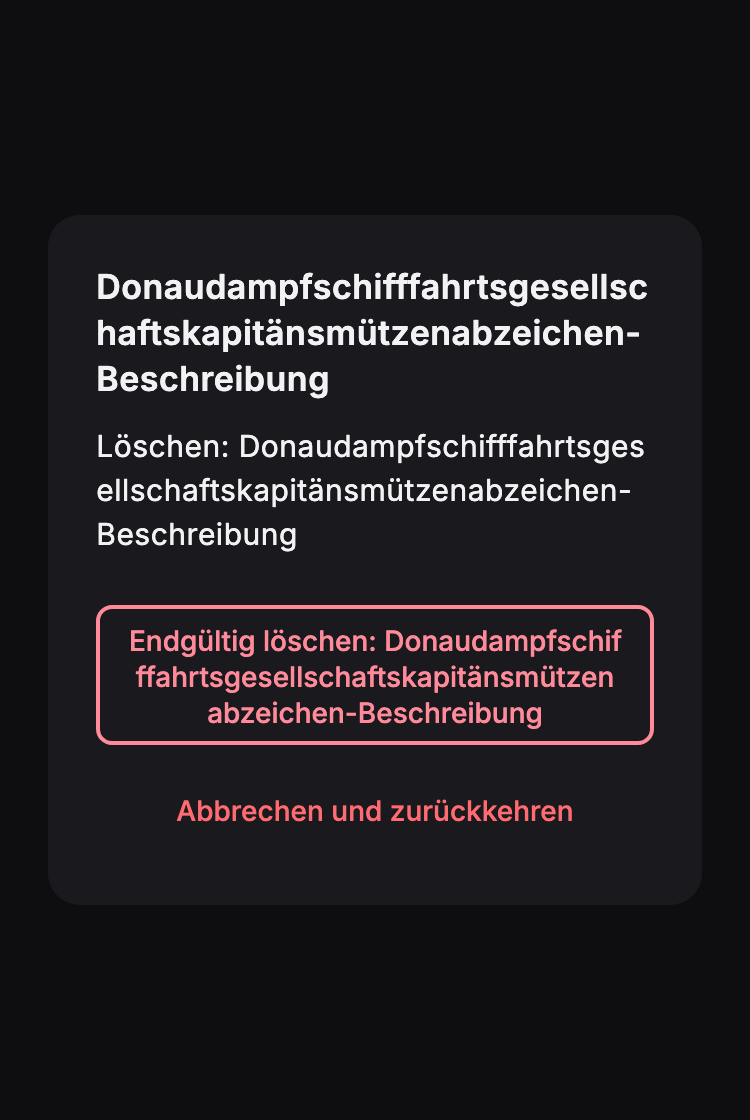 Donaudampfschifffahrtsgesellsc
haftskapitänsmützenabzeichen-
Beschreibung
Löschen: Donaudampfschifffahrtsges
ellschaftskapitänsmützenabzeichen-
Beschreibung
Endgültig löschen: Donaudampfschif
ffahrtsgesellschaftskapitänsmützen
abzeichen-Beschreibung
Abbrechen und zurückkehren